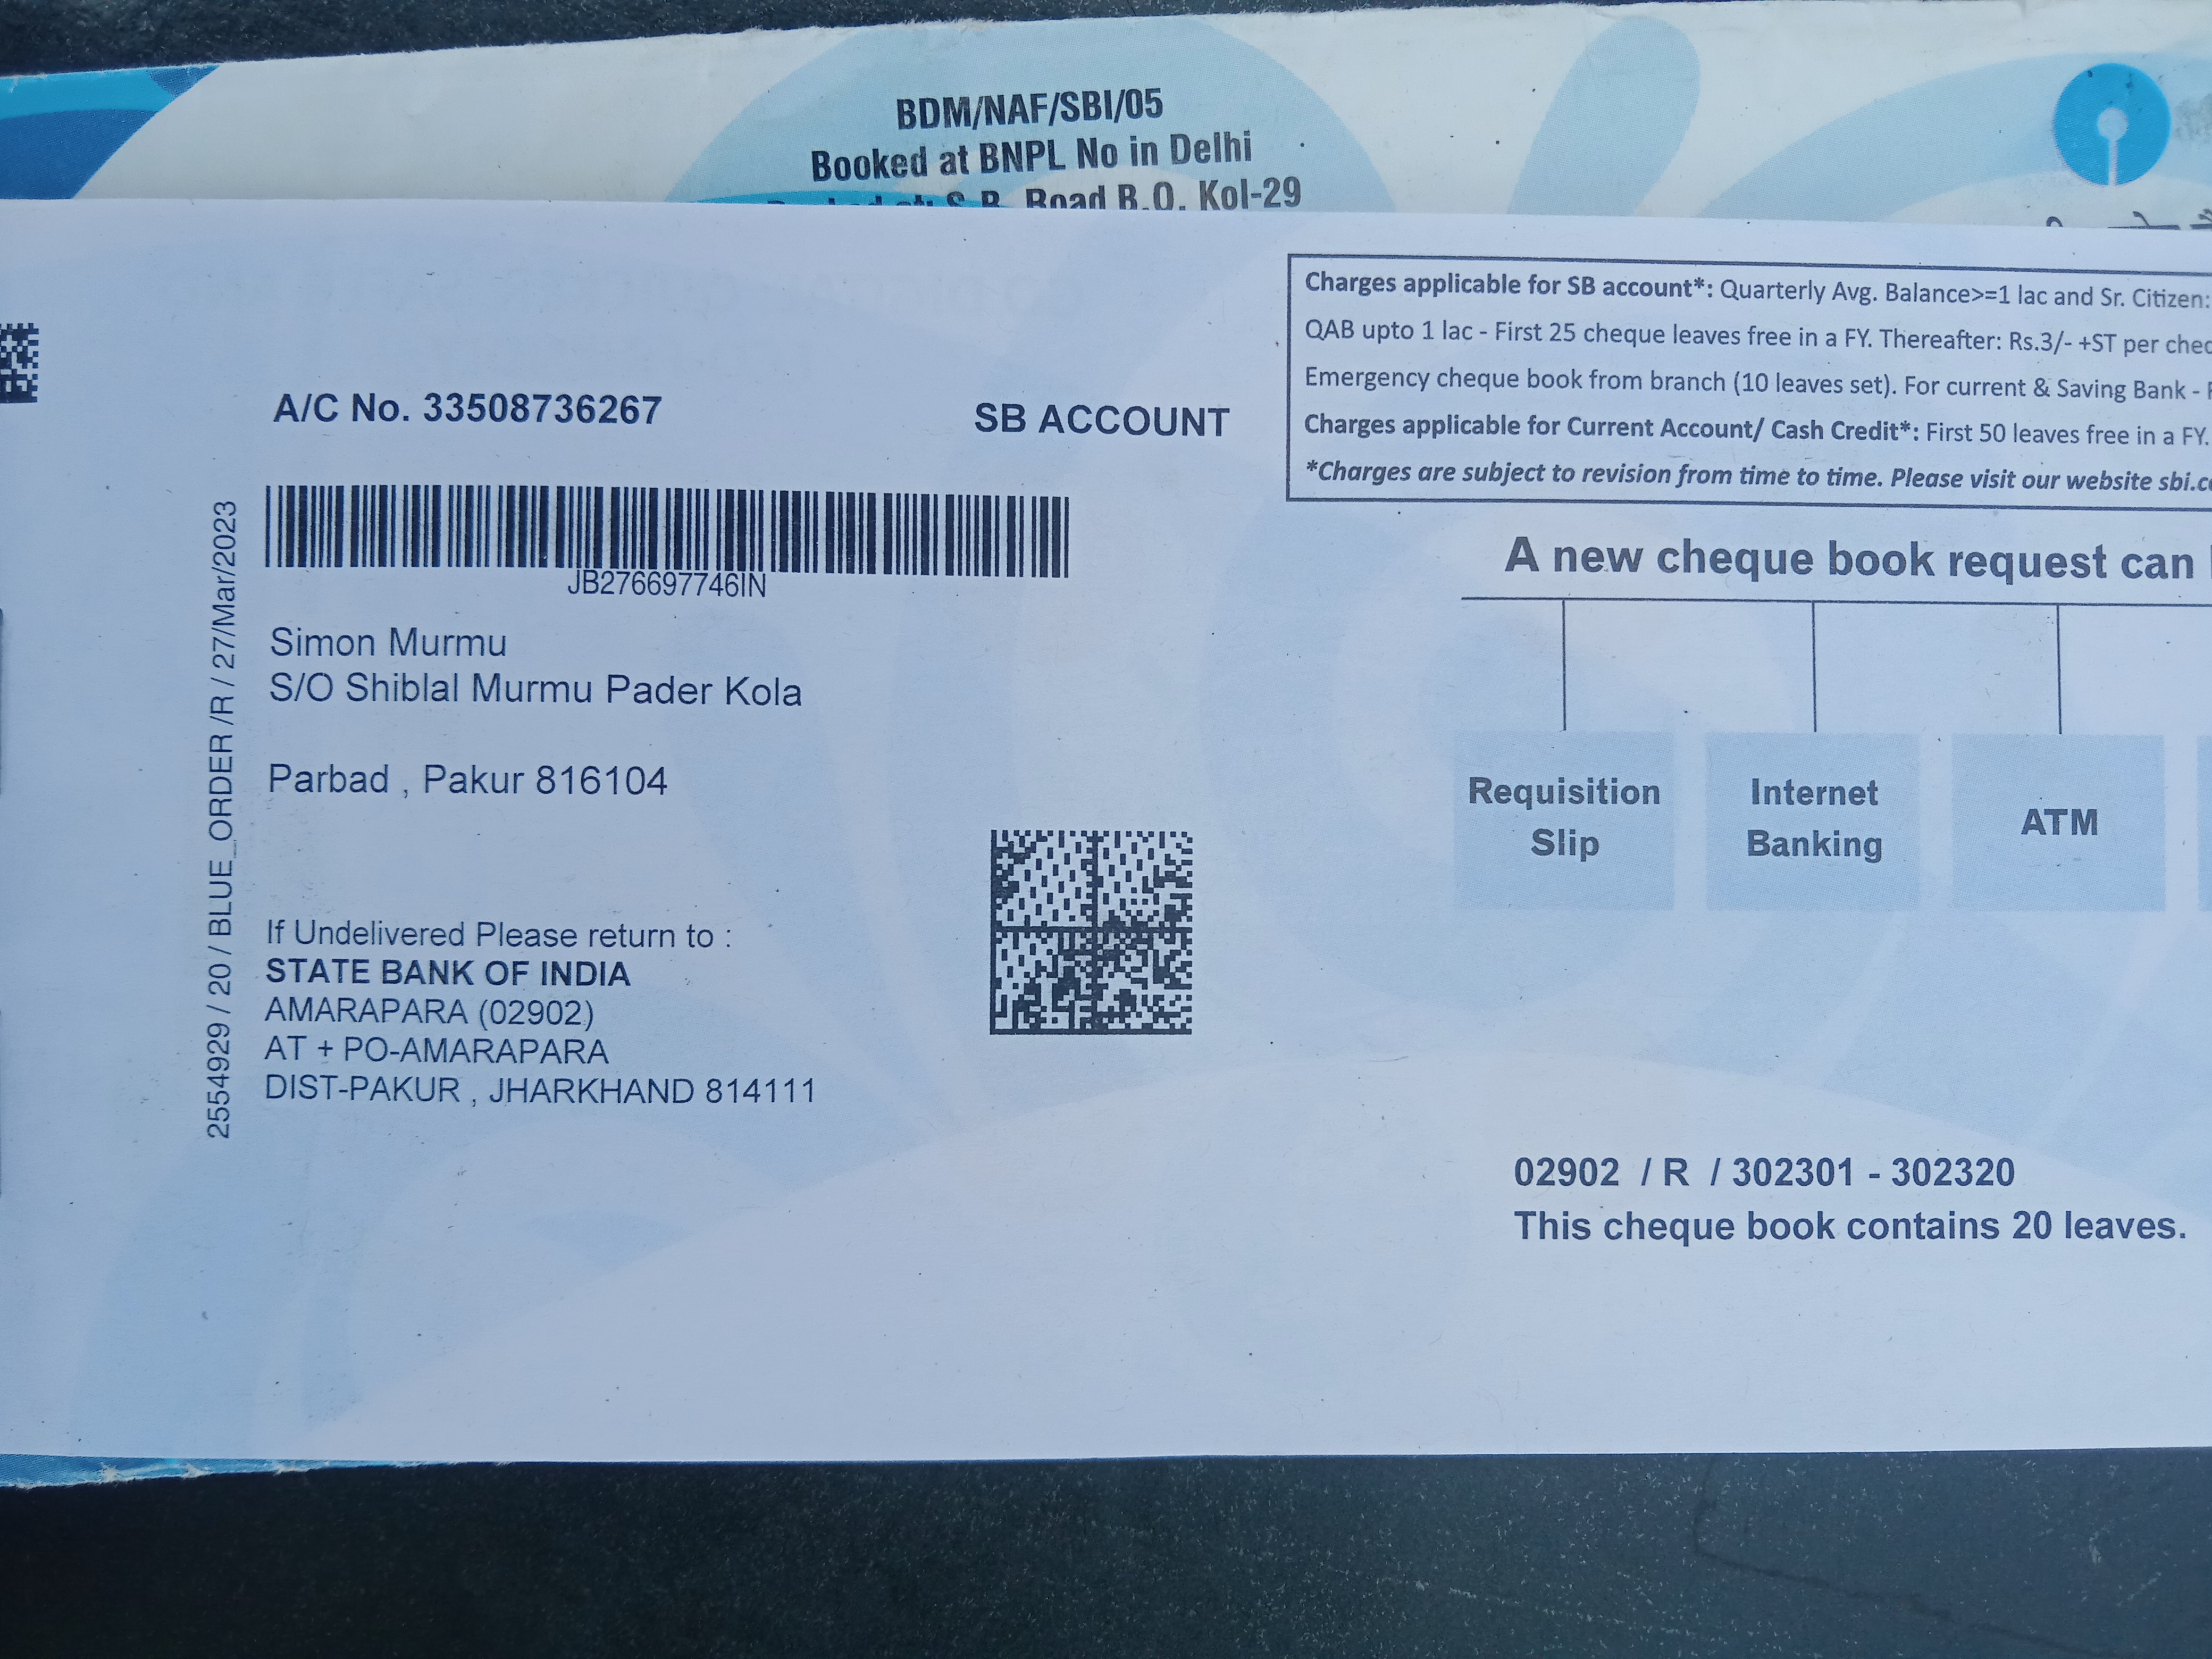 BDM/NAF/SBI/05
Booked at BNPL No in Delhi
S.B. Road B.O. Kol-29
Charges applicable for SB account*: Quarterly Avg. Balance>=1 lac and Sr. Citizen:
QAB upto 1 lac - First 25 cheque leaves free in a FY. Thereafter: Rs.3/- +ST per
Emergency cheque book from branch (10 leaves set). For current & Saving Bank -
Charges applicable for Current Account/ Cash Credit*: First 50 leaves free in a FY.
*Charges are subject to revision from time to time. Please visit our website
A/C No. 33508736267
SB ACCOUNT
JB276697746IN
2554929 / 20 / BLUE_ORDER /R / 27/Mar/2023
Simon Murmu
S/O Shiblal Murmu Pader Kola
Parbad , Pakur 816104
If Undelivered Please return to :
STATE BANK OF INDIA
AMARAPARA (02902)
AT + PO-AMARAPARA
DIST-PAKUR , JHARKHAND 814111
A new cheque book request can
Requisition
Slip
Internet
Banking
ATM
02902 / R / 302301 - 302320
This cheque book contains 20 leaves.